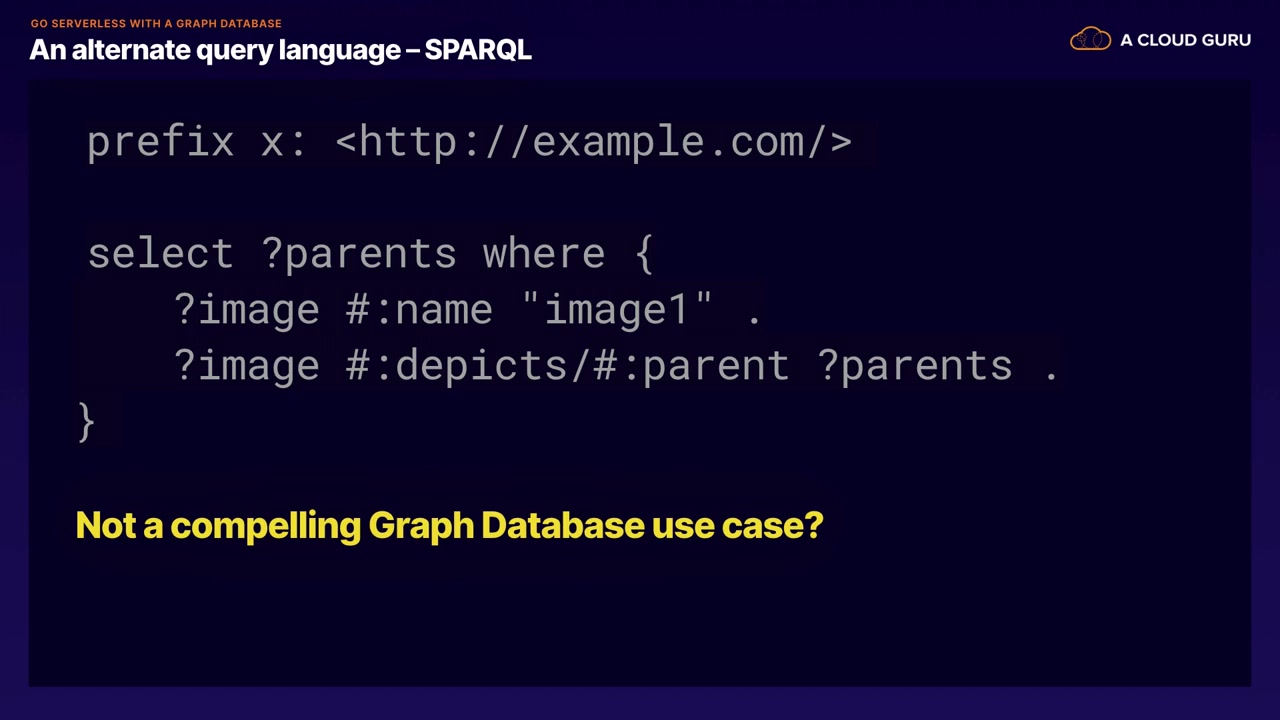 GO SERVERLESS WITH A GRAPH DATABASE
An alternate query language – SPARQL
A CLOUD GURU
prefix x: <http://example.com/>
select ?parents where {
?image #:name "image1" .
?image #:depicts/#:parent ?parents .
}
Not a compelling Graph Database use case?